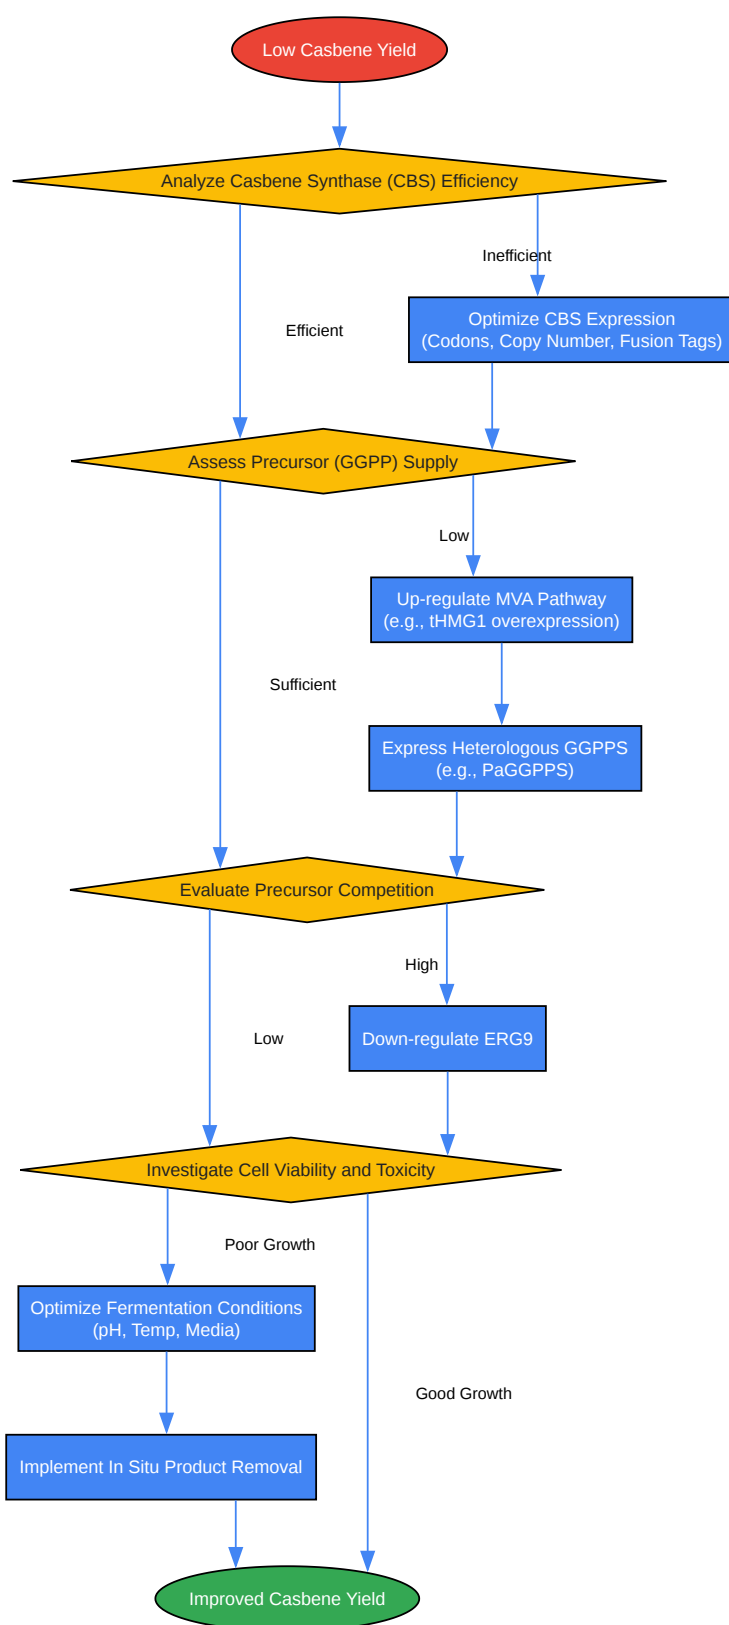 Low Casbene Yield
Analyze Casbene Synthase (CBS) Efficiency
Inefficient
Optimize CBS Expression
(Codons, Copy Number, Fusion Tags)
Efficient
Assess Precursor (GGPP) Supply
Low
Up-regulate MVA Pathway
(e.g., tHMG1 overexpression)
Sufficient
Express Heterologous GGPPS
(e.g., PaGGPPS)
Evaluate Precursor Competition
High
Low
Down-regulate ERG9
Investigate Cell Viability and Toxicity
Poor Growth
Optimize Fermentation Conditions
(pH, Temp, Media)
Good Growth
Implement In Situ Product Removal
Improved Casbene Yield